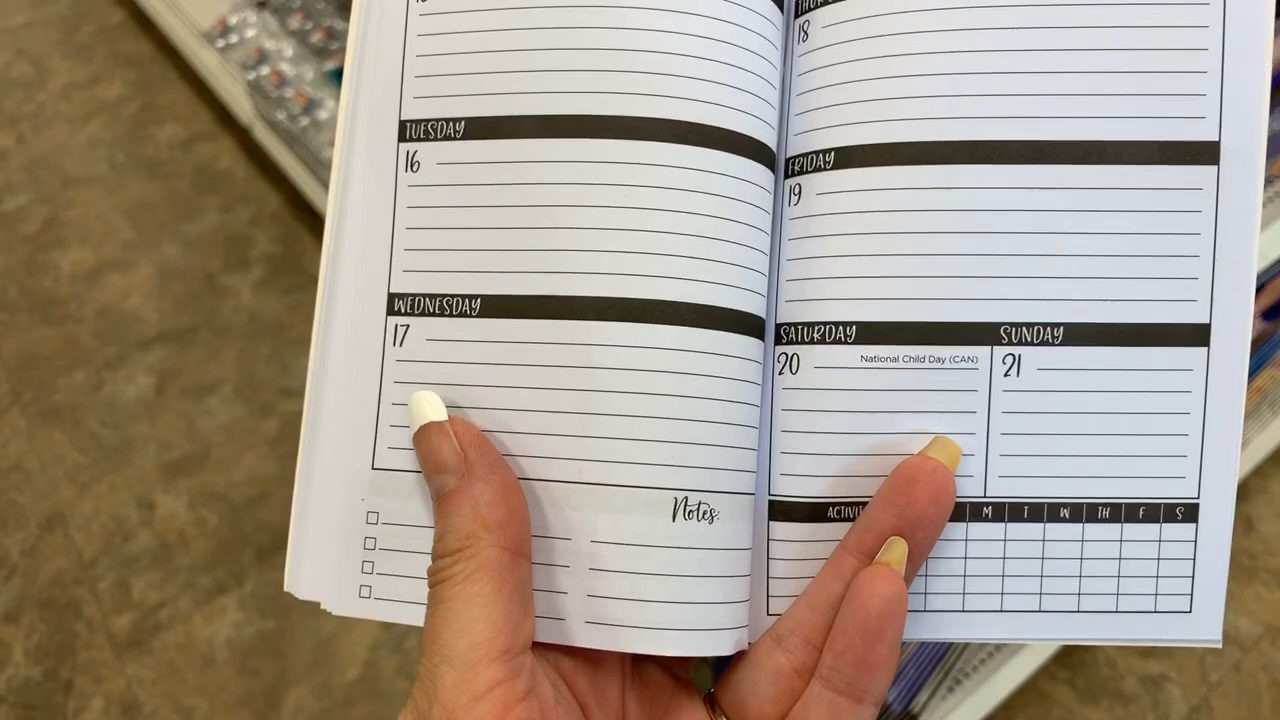 TUESDAY
16
WEDNESDAY
17
Notes:
18
FRIDAY
19
SATURDAY
20
National Child Day (CAN)
SUNDAY
21
M T W TH F S